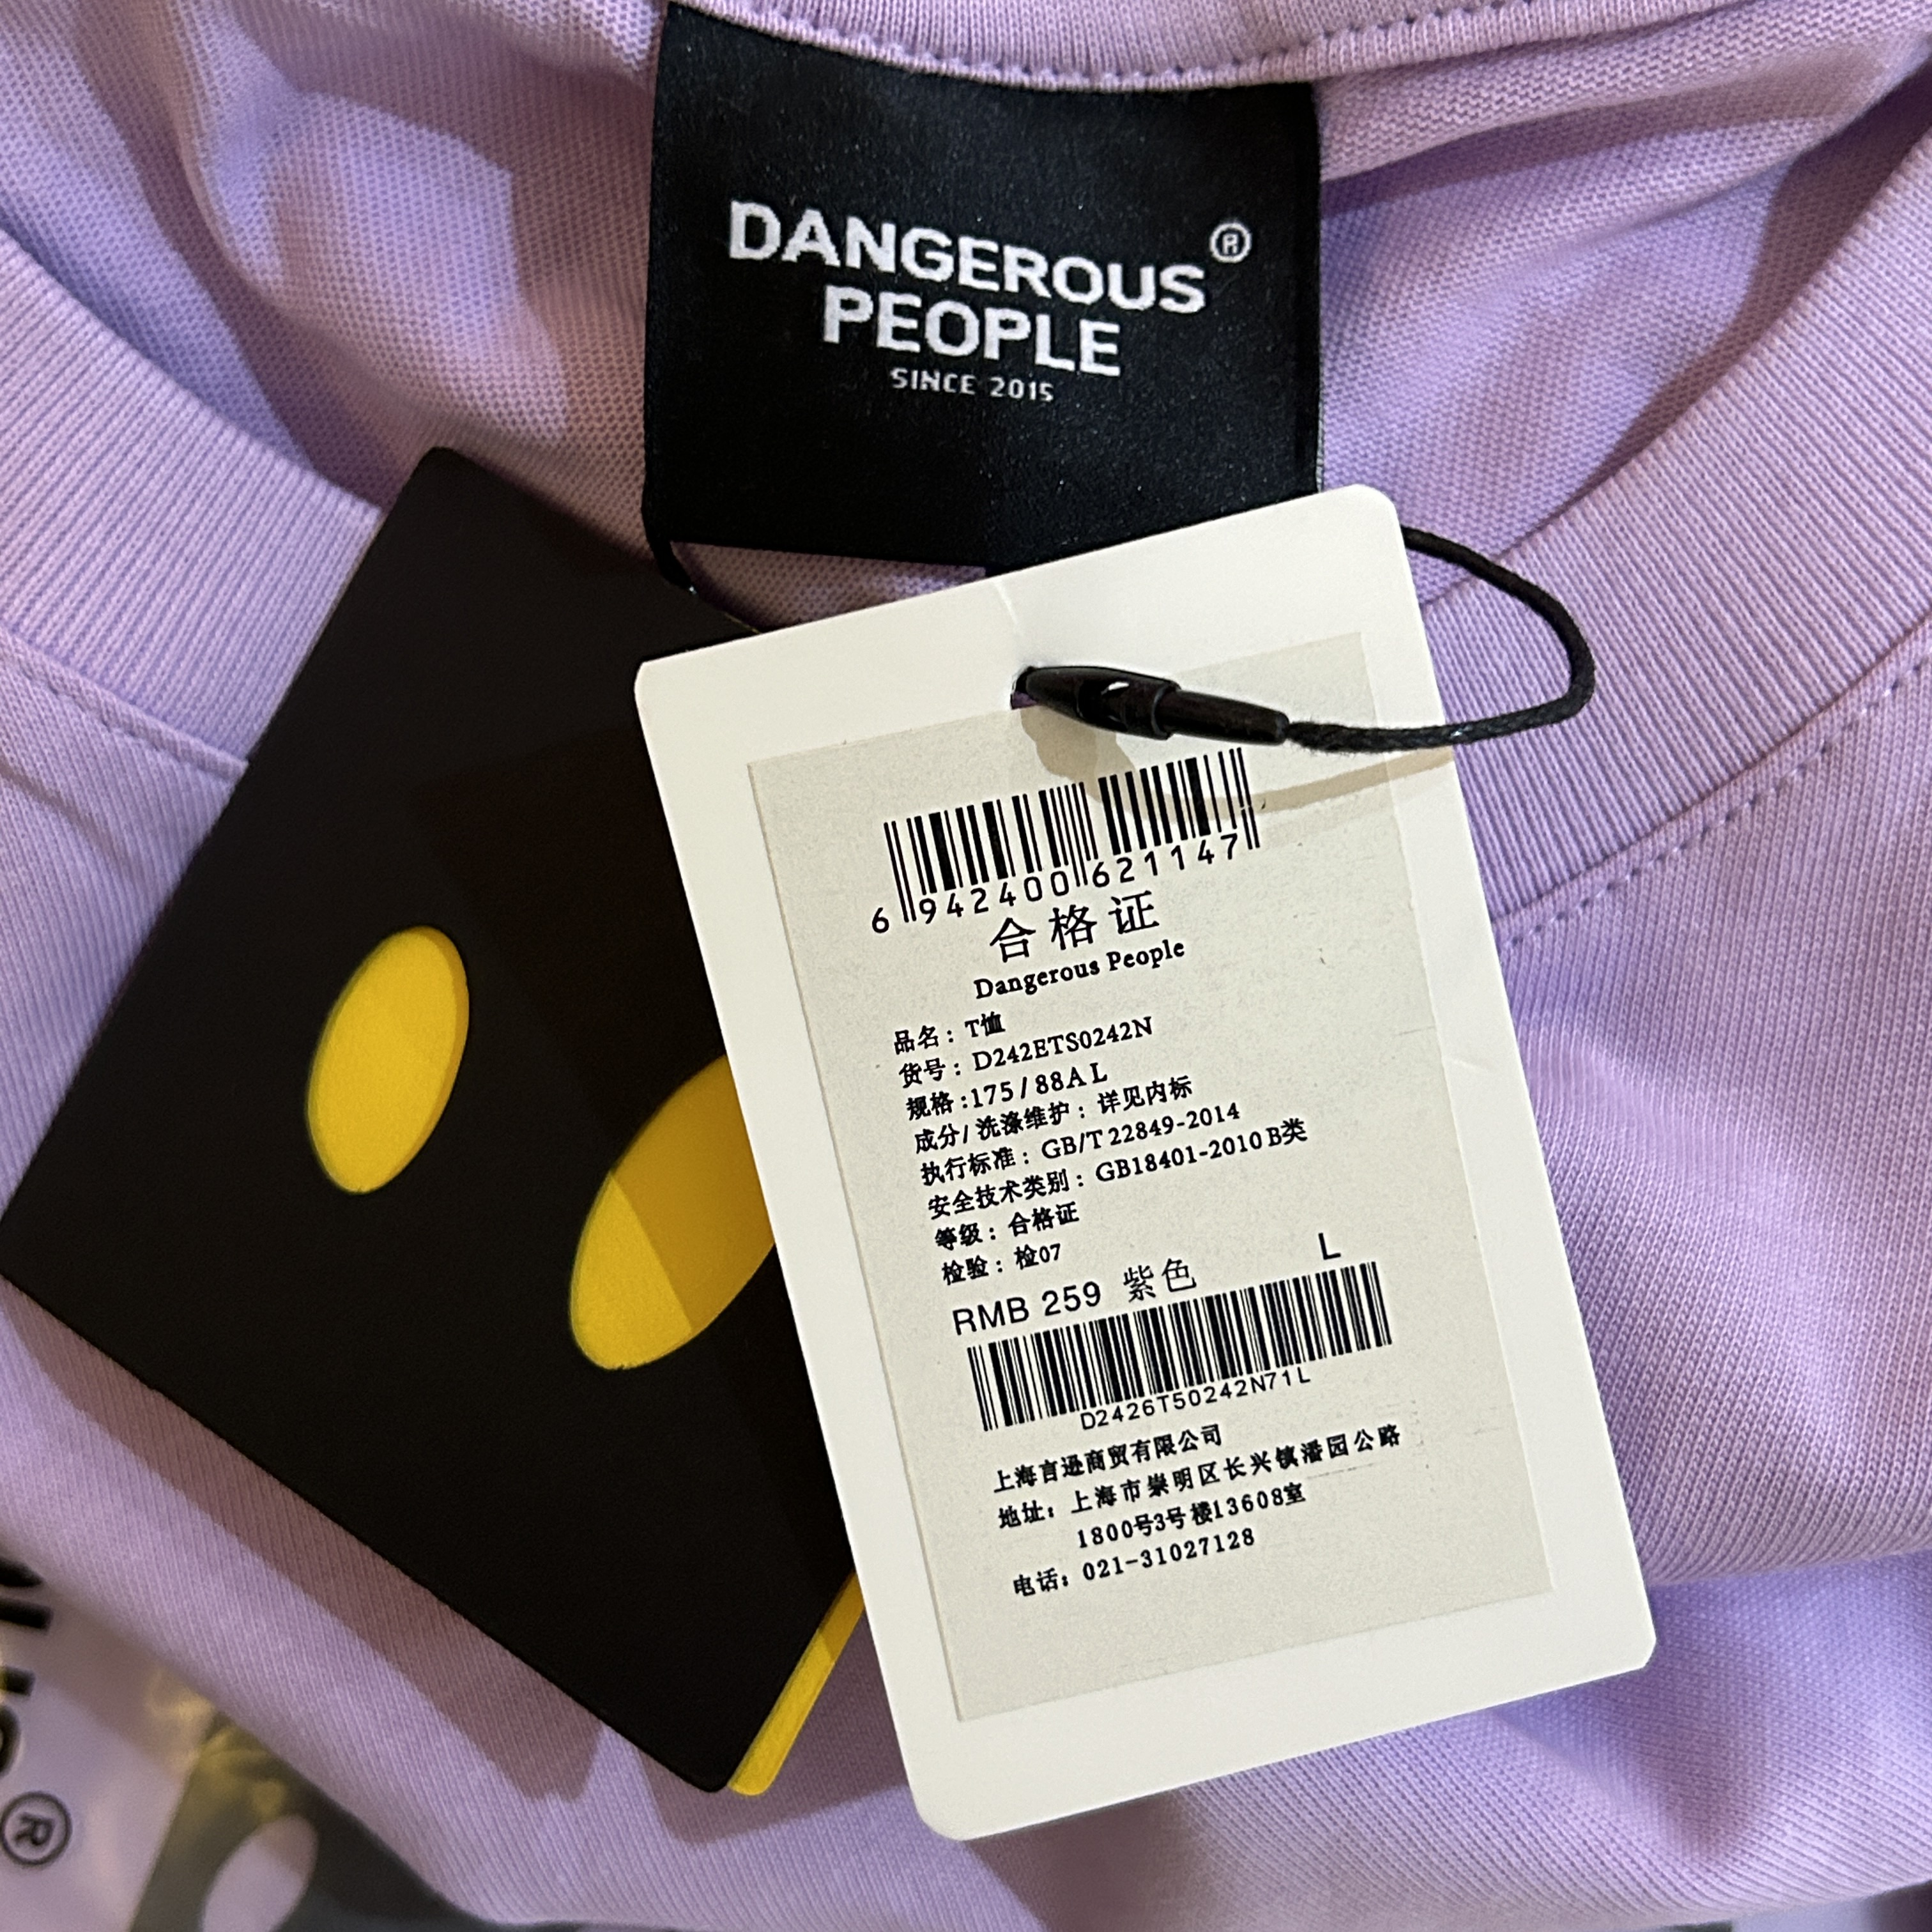 DANGEROUS ®
PEOPLE
SINCE 2015
6 942400 621147
合格证
Dangerous People
品名：T恤
货号：D242ETS0242N
规格:175/88A L
成分/洗涤维护：详见内标
执行标准：GB/T 22849-2014
安全技术类别：GB18401-2010 B类
等级：合格证
检验：检07
RMB 259 紫色 L
D2426T50242N71L
上海言逊商贸有限公司
地址：上海市崇明区长兴镇潘园公路
1800号3号楼13608室
电话：021-31027128
®